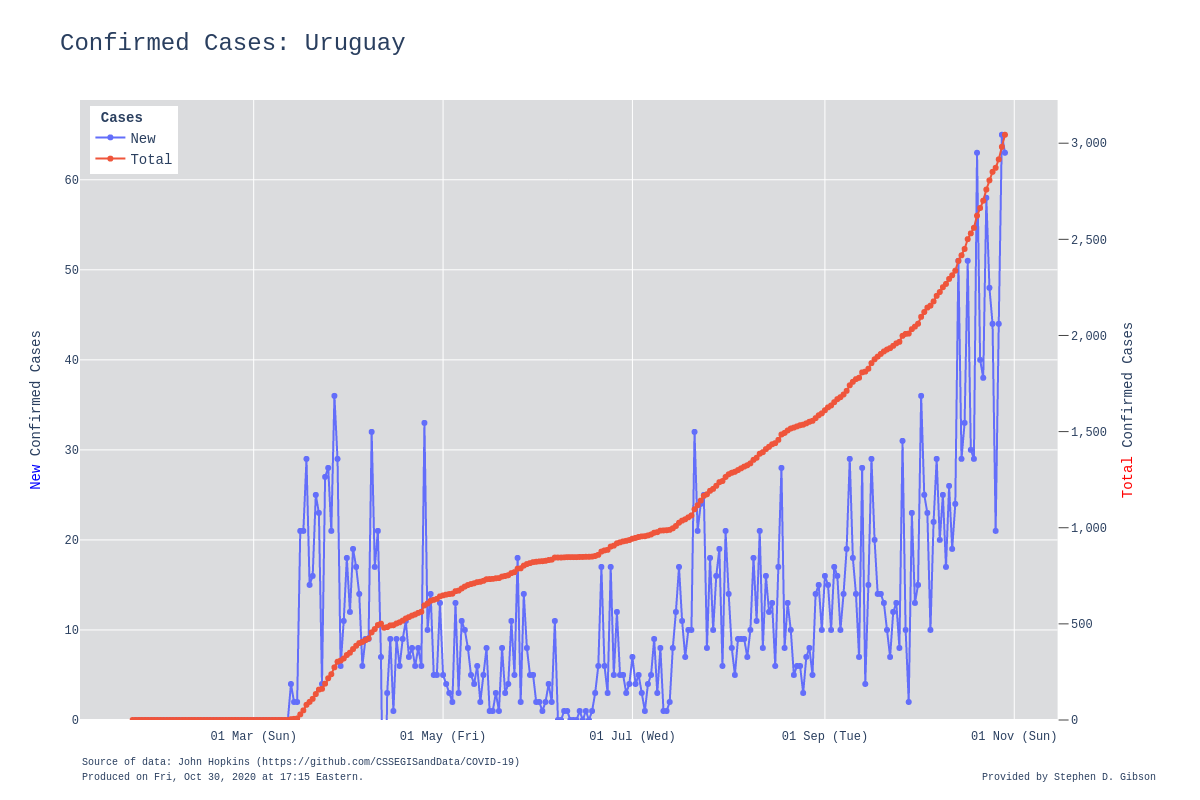 Confirmed Cases: Uruguay
Cases
New
Total
60
50
40
30
20
10
0
3,000
2,500
2,000
1,500
1,000
500
0
New Confirmed Cases
Total Confirmed Cases
01 Mar (Sun)
01 May (Fri)
01 Jul (Wed)
01 Sep (Tue)
01 Nov (Sun)
Source of data: John Hopkins (https://github.com/CSSEGISandData/COVID-19)
Produced on Fri, Oct 30, 2020 at 17:15 Eastern.
Provided by Stephen D. Gibson